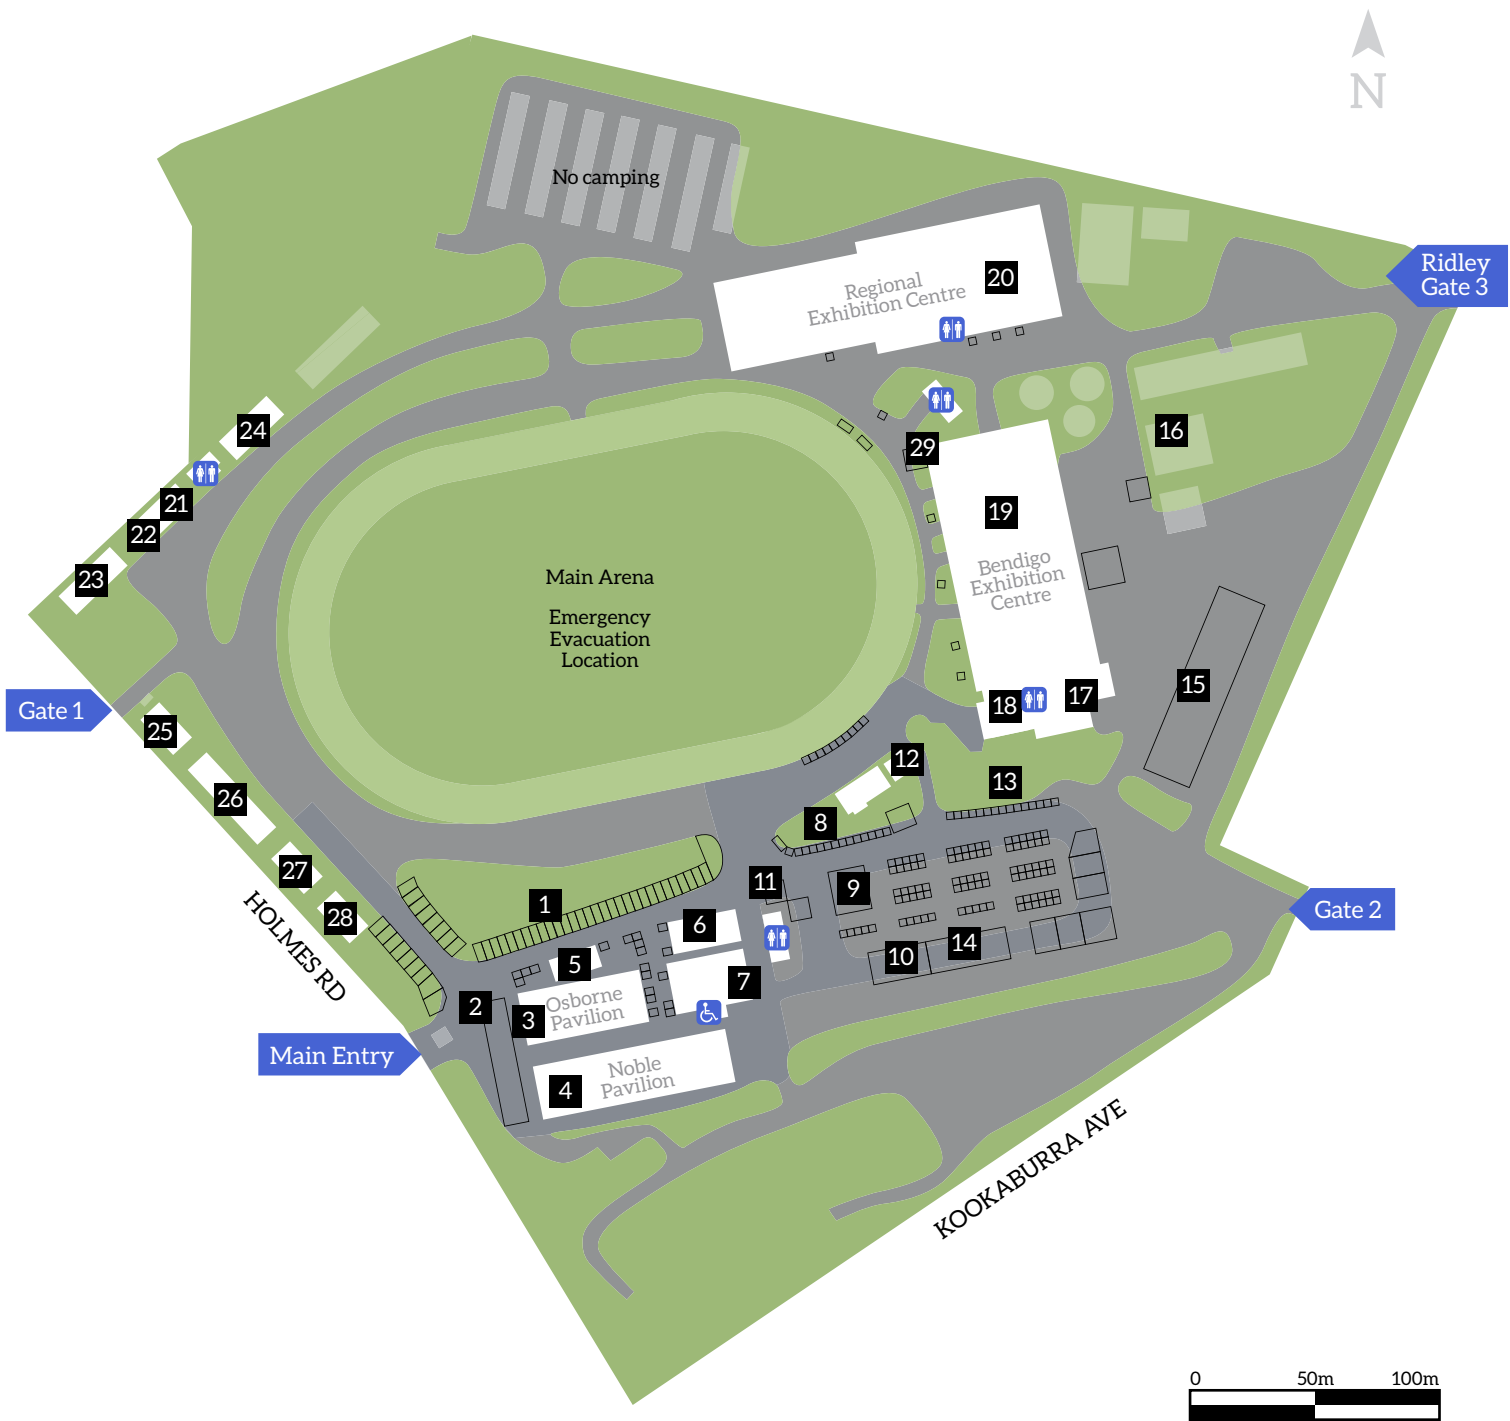 N
No camping
Ridley
Gate 3
20
Regional
Exhibition Centre
24
16
29
21
19
22
23
Bendigo
Exhibition
Centre
Main Arena
Emergency
Evacuation
Location
15
17
18
Gate 1
25
12
13
26
8
27
11
9
1
28
Gate 2
6
14
10
5
7
HOLMES RD
2
3
Osborne
Pavilion
Main Entry
4
Noble
Pavilion
KOOKABURRA AVE
0 50m 100m